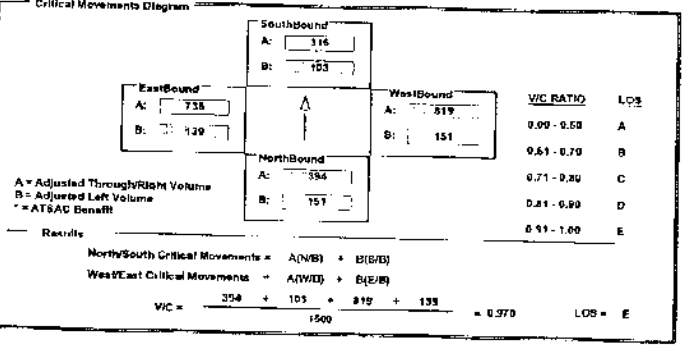 Critical Movements Diagram
SouthBound
A: 316
B: 103
EastBound
A:
B: 139
WestBound
A: 819
B: 151
NorthBound
A: 394
B: 151
V/C RATIO LOS
0.00 - 0.60 A
0.61 - 0.70 B
0.71 - 0.80 C
0.81 - 0.90 D
0.91 - 1.00 E
A = Adjusted Through/Right Volume
B = Adjusted Left Volume
* = ATSAC Benefit
Results
North/South Critical Movements = A(N/B) + B(S/B)
West/East Critical Movements = A(W/B) + B(E/B)
V/C = 394 + 103 + 819 + 139
1500
= 0.970 LOS = E